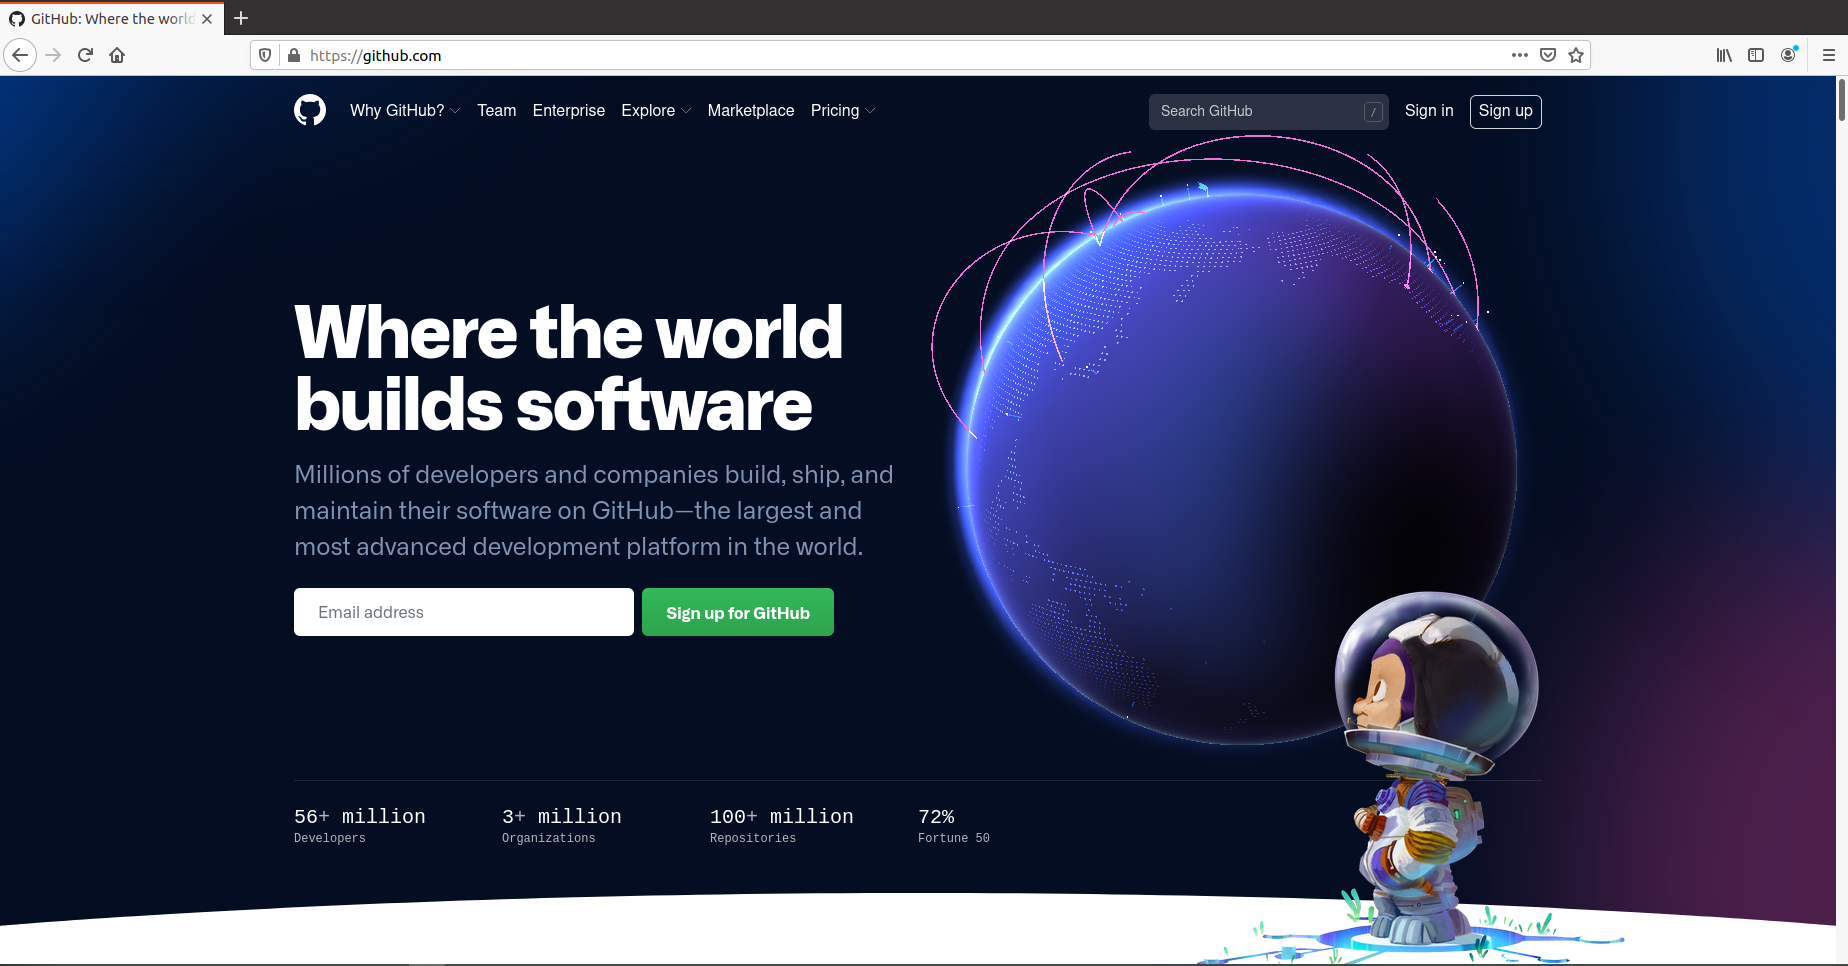 GitHub: Where the world
https://github.com
Why GitHub? Team Enterprise Explore Marketplace Pricing Search GitHub / Sign in Sign up
Where the world
builds software
Millions of developers and companies build, ship, and
maintain their software on GitHub—the largest and
most advanced development platform in the world.
Email address Sign up for GitHub
56+ million 3+ million 100+ million 72%
Developers Organizations Repositories Fortune 50